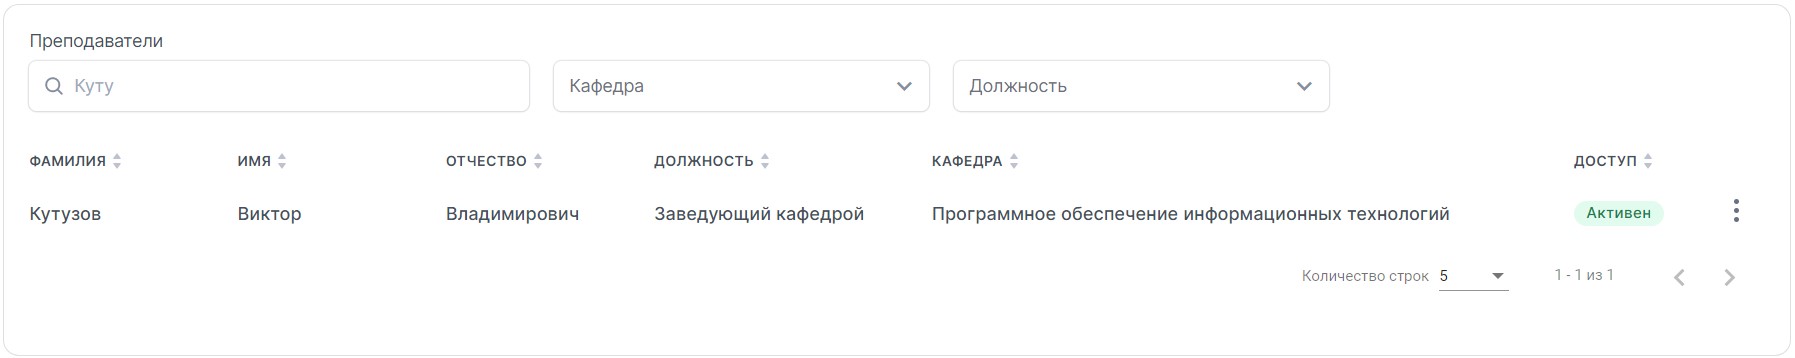 Преподаватели
Куту Кафедра Должность
ФАМИЛИЯ ИМЯ ОТЧЕСТВО ДОЛЖНОСТЬ КАФЕДРА ДОСТУП
Кутузов Виктор Владимирович Заведующий кафедрой Программное обеспечение информационных технологий Активен
Количество строк 5 1 - 1 из 1